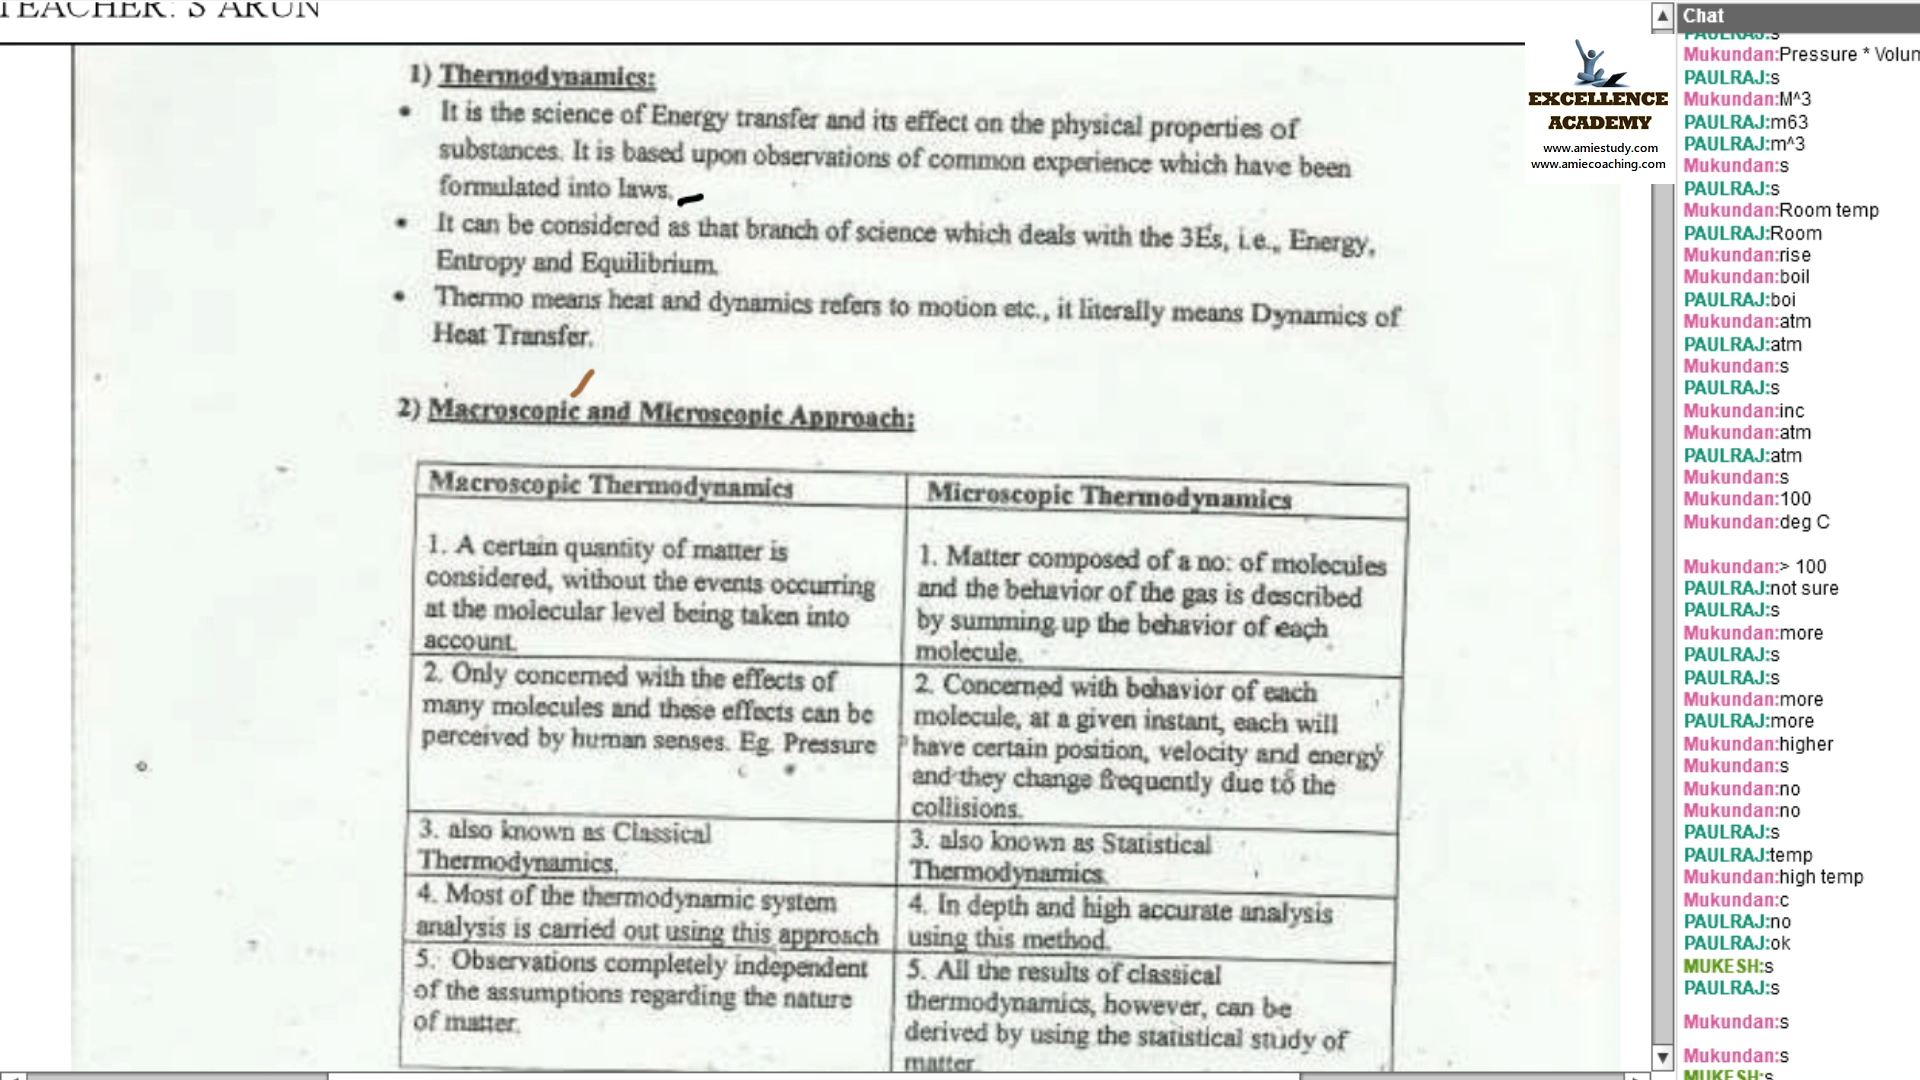 TEACHER: S ARUN
1) Thermodynamics:
• It is the science of Energy transfer and its effect on the physical properties of
substances. It is based upon observations of common experience which have been
formulated into laws.
• It can be considered as that branch of science which deals with the 3Es, i.e., Energy,
Entropy and Equilibrium.
• Thermo means heat and dynamics refers to motion etc., it literally means Dynamics of
Heat Transfer.
2) Macroscopic and Microscopic Approach:
Macroscopic Thermodynamics
Microscopic Thermodynamics
1. A certain quantity of matter is
considered, without the events occurring
at the molecular level being taken into
account.
1. Matter composed of a no: of molecules
and the behavior of the gas is described
by summing up the behavior of each
molecule.
2. Only concerned with the effects of
many molecules and these effects can be
perceived by human senses. Eg. Pressure
2. Concerned with behavior of each
molecule, at a given instant, each will
have certain position, velocity and energy
and they change frequently due to the
collisions.
3. also known as Classical
Thermodynamics.
3. also known as Statistical
Thermodynamics.
4. Most of the thermodynamic system
analysis is carried out using this approach
4. In depth and high accurate analysis
using this method.
5. Observations completely independent
of the assumptions regarding the nature
of matter.
5. All the results of classical
thermodynamics, however, can be
derived by using the statistical study of
matter
EXCELLENCE
ACADEMY
www.amiestudy.com
www.amiecoaching.com
Chat
PAULRAJ:s
Mukundan:Pressure * Volum
PAULRAJ:s
Mukundan:M^3
PAULRAJ:m63
PAULRAJ:m^3
Mukundan:s
PAULRAJ:s
Mukundan:Room temp
PAULRAJ:Room
Mukundan:rise
Mukundan:boil
PAULRAJ:boi
Mukundan:atm
PAULRAJ:atm
Mukundan:s
PAULRAJ:s
Mukundan:inc
Mukundan:atm
PAULRAJ:atm
Mukundan:s
Mukundan:100
Mukundan:deg C
Mukundan:> 100
PAULRAJ:not sure
PAULRAJ:s
Mukundan:more
PAULRAJ:s
PAULRAJ:s
Mukundan:more
PAULRAJ:more
Mukundan:higher
Mukundan:s
Mukundan:no
Mukundan:no
PAULRAJ:s
PAULRAJ:temp
Mukundan:high temp
Mukundan:c
PAULRAJ:no
PAULRAJ:ok
MUKESH:s
PAULRAJ:s
Mukundan:s
Mukundan:s
MUKESH:s